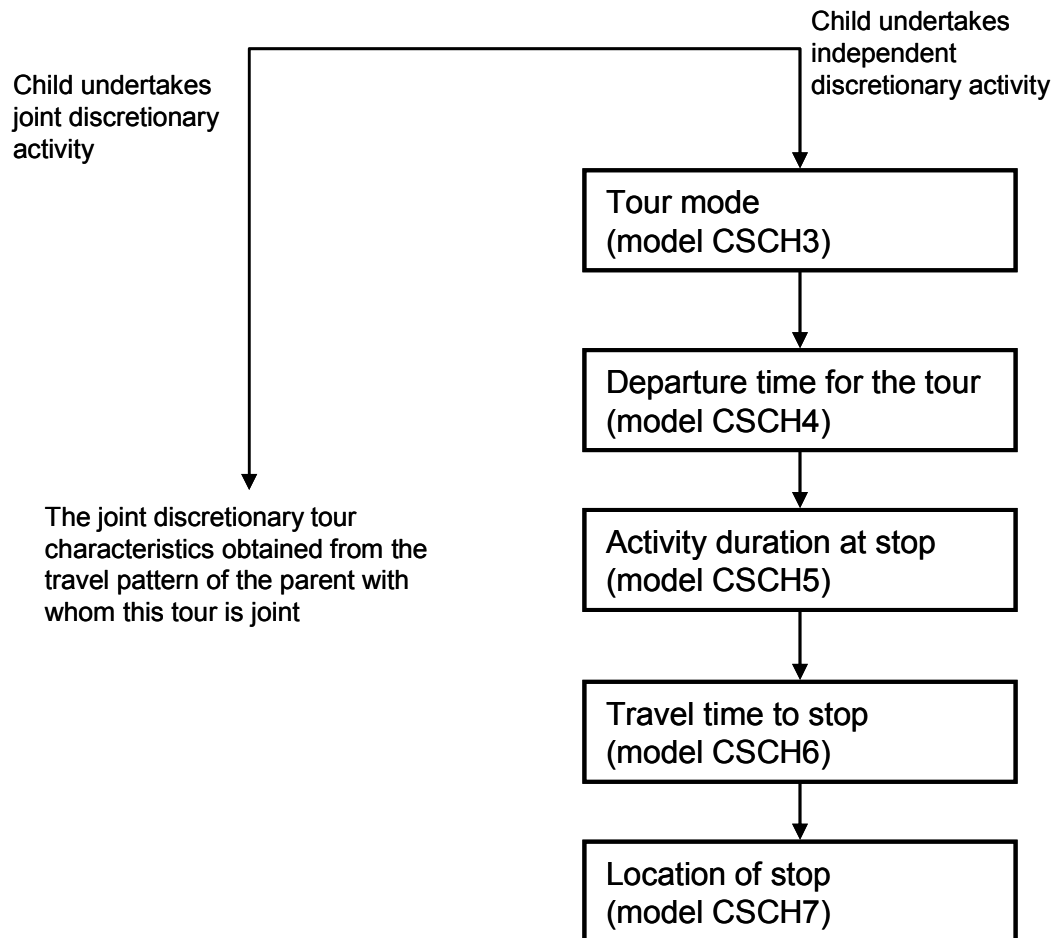 Child undertakes
independent
discretionary activity
Child undertakes
joint discretionary
activity
Tour mode
(model CSCH3)
Departure time for the tour
(model CSCH4)
The joint discretionary tour
characteristics obtained from the
travel pattern of the parent with
whom this tour is joint
Activity duration at stop
(model CSCH5)
Travel time to stop
(model CSCH6)
Location of stop
(model CSCH7)